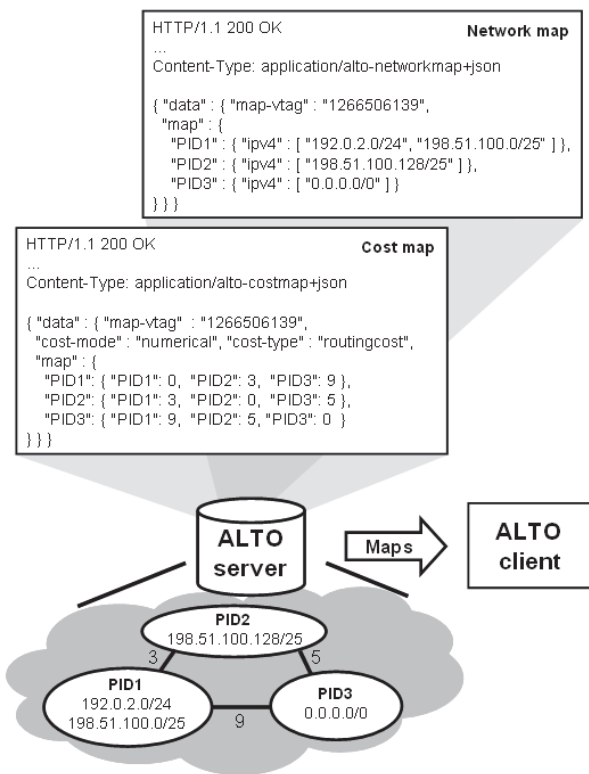 HTTP/1.1 200 OK Network map
...
Content-Type: application/alto-networkmap+json
{ "data" : { "map-vtag" : "1266506139",
"map" : {
"PID1" : { "ipv4" : [ "192.0.2.0/24", "198.51.100.0/25" ] },
"PID2" : { "ipv4" : [ "198.51.100.128/25" ] },
"PID3" : { "ipv4" : [ "0.0.0.0/0" ] }
} } }
HTTP/1.1 200 OK Cost map
...
Content-Type: application/alto-costmap+json
{ "data" : { "map-vtag" : "1266506139",
"cost-mode" : "numerical", "cost-type" : "routingcost",
"map" : {
"PID1": { "PID1": 0, "PID2": 3, "PID3": 9 },
"PID2": { "PID1": 3, "PID2": 0, "PID3": 5 },
"PID3": { "PID1": 9, "PID2": 5, "PID3": 0 }
} } }
ALTO
server
Maps
ALTO
client
PID2
198.51.100.128/25
3
5
PID1
192.0.2.0/24
198.51.100.0/25
9
PID3
0.0.0.0/0